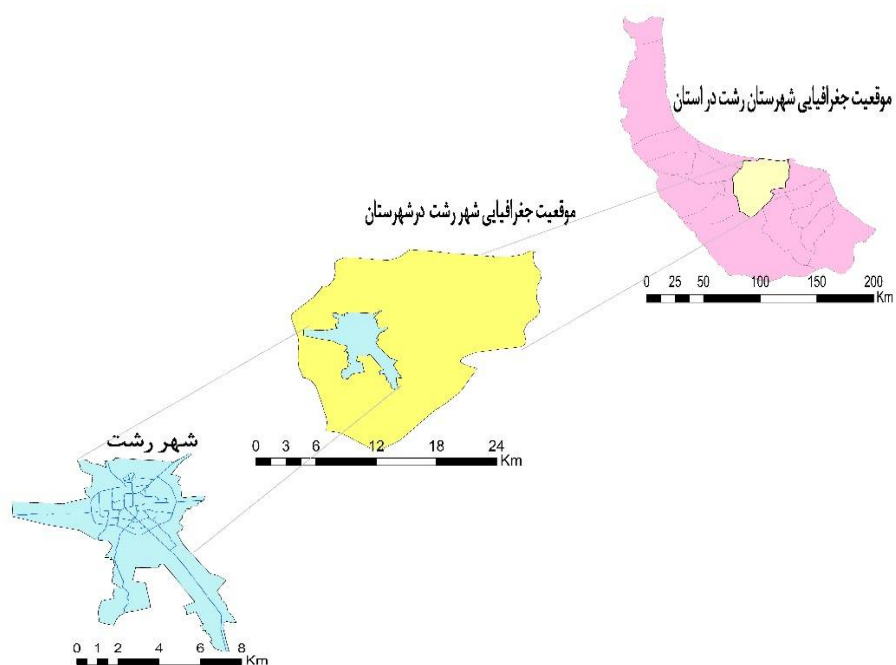 موقعیت جغرافیایی شهرستان رشت در استان
0 25 50 100 150 200
Km
موقعیت جغرافیایی شهر رشت درشهرستان
0 3 6 12 18 24
Km
شهر رشت
0 1 2 4 6 8
Km